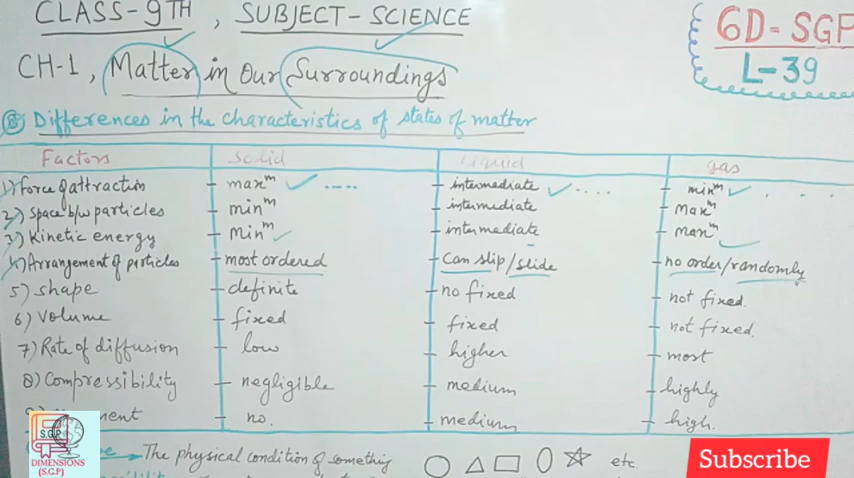 CLASS-9TH, SUBJECT-SCIENCE
6D-SGP
CH-1, Matter in Our Surroundings
L-39
8) Differences in the characteristics of states of matter
Factors solid Liquid gas
1) Force of attraction - maxᵐ .... - intermediate .... - minᵐ . . .
2) Space b/w particles - minᵐ - intermediate - maxᵐ
3) Kinetic energy - minᵐ - intermediate - maxᵐ
4) Arrangement of particles - most ordered - Can slip/slide - no order/randomly
5) shape - definite - no fixed - not fixed.
6) Volume - fixed - fixed - not fixed.
7) Rate of diffusion - low - higher - most
8) Compressibility - negligible - medium - highly
- no. - medium - high.
The physical condition of something etc
S.G.P
DIMENSIONS
(S.G.P)
Subscribe